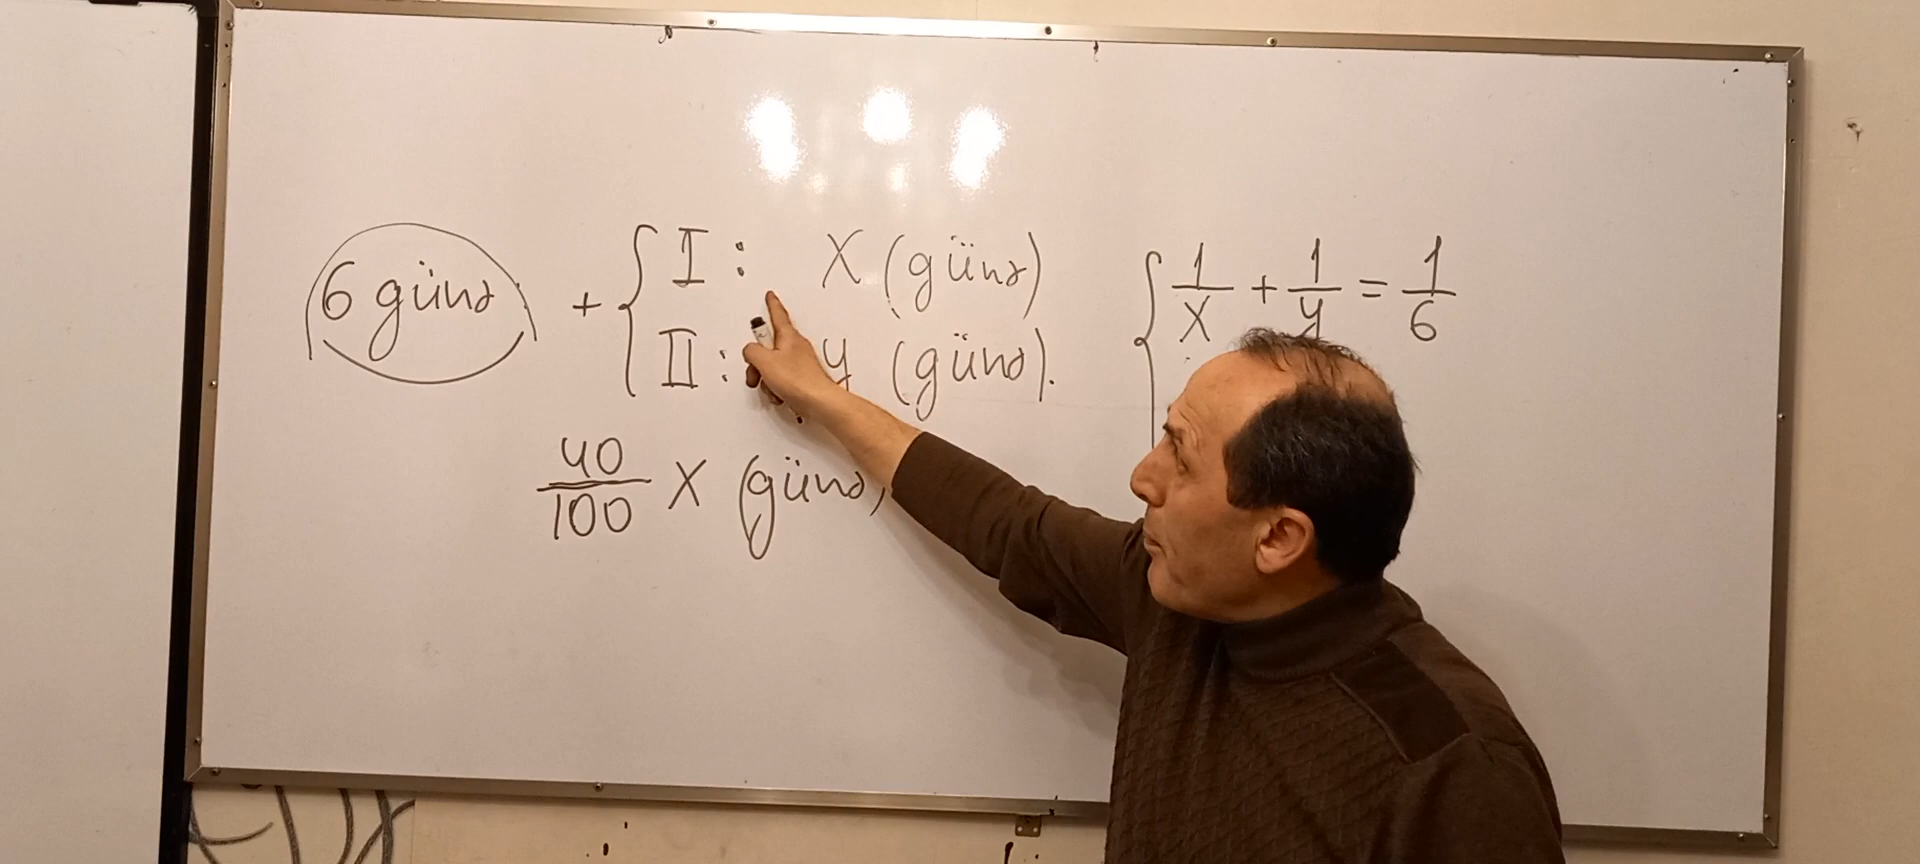 6 günə
+ { I : X (günə)
II : y (günə).
40/100 X (günə)
{ 1/X + 1/y = 1/6